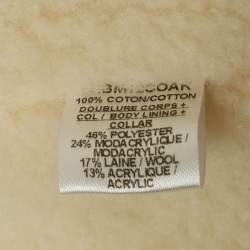 100% COTON/COTTON
DOUBLURE CORPS +
COL / BODY LINING +
COLLAR
46% POLYESTER
24% MODACRYLIQUE /
MODACRYLIC
17% LAINE / WOOL
13% ACRYLIQUE /
ACRYLIC